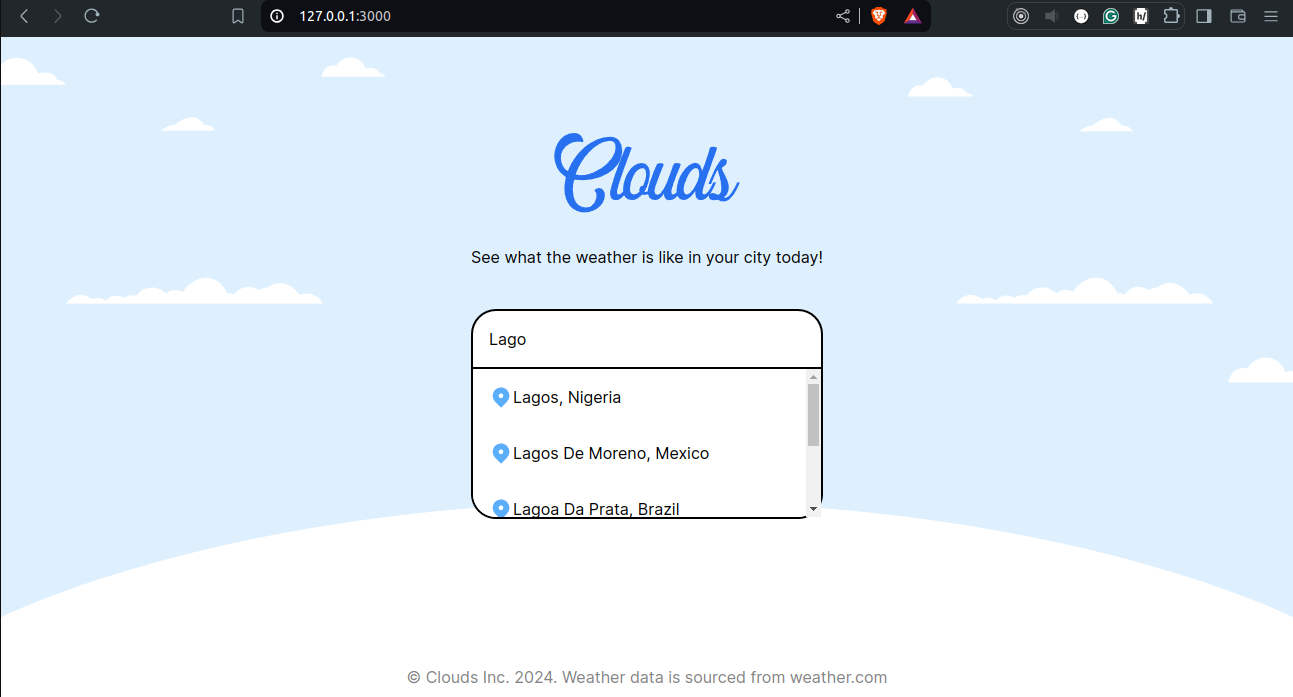 127.0.0.1:3000
Clouds
See what the weather is like in your city today!
Lago
Lagos, Nigeria
Lagos De Moreno, Mexico
Lagoa Da Prata, Brazil
© Clouds Inc. 2024. Weather data is sourced from weather.com